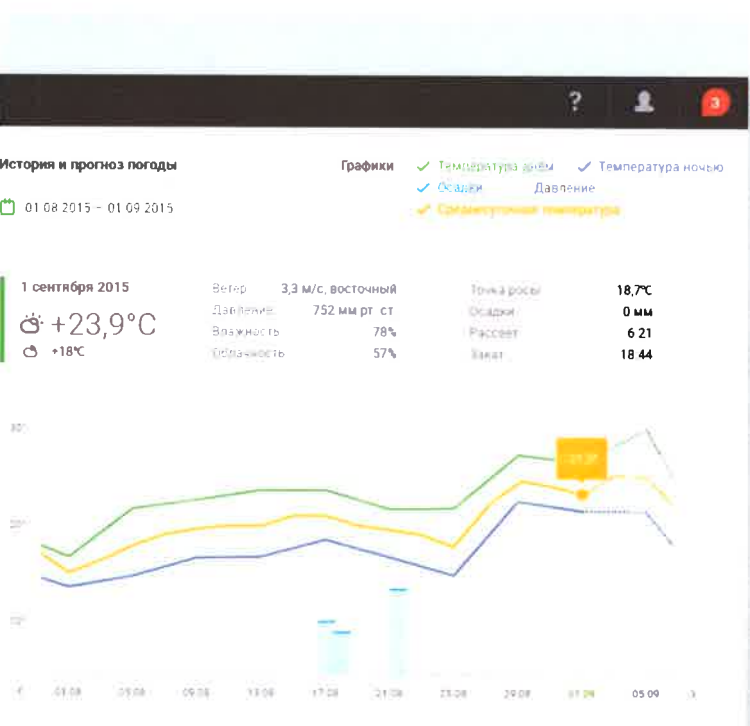 ?
3
История и прогноз погоды
Графики
Температура днём
Температура ночью
Осадки
Давление
01.08.2015 – 01.09.2015
Среднесуточная температура
1 сентября 2015
+23,9°C
+18°C
Ветер 3,3 м/с, восточный
Давление 752 мм рт. ст.
Влажность 78%
Облачность 57%
Точка росы 18,7°C
Осадки 0 мм
Рассвет 6:21
Закат 18:44
30°
20°
10°
01.08 05.08 09.08 13.08 17.08 21.08 25.08 29.08 01.09 05.09